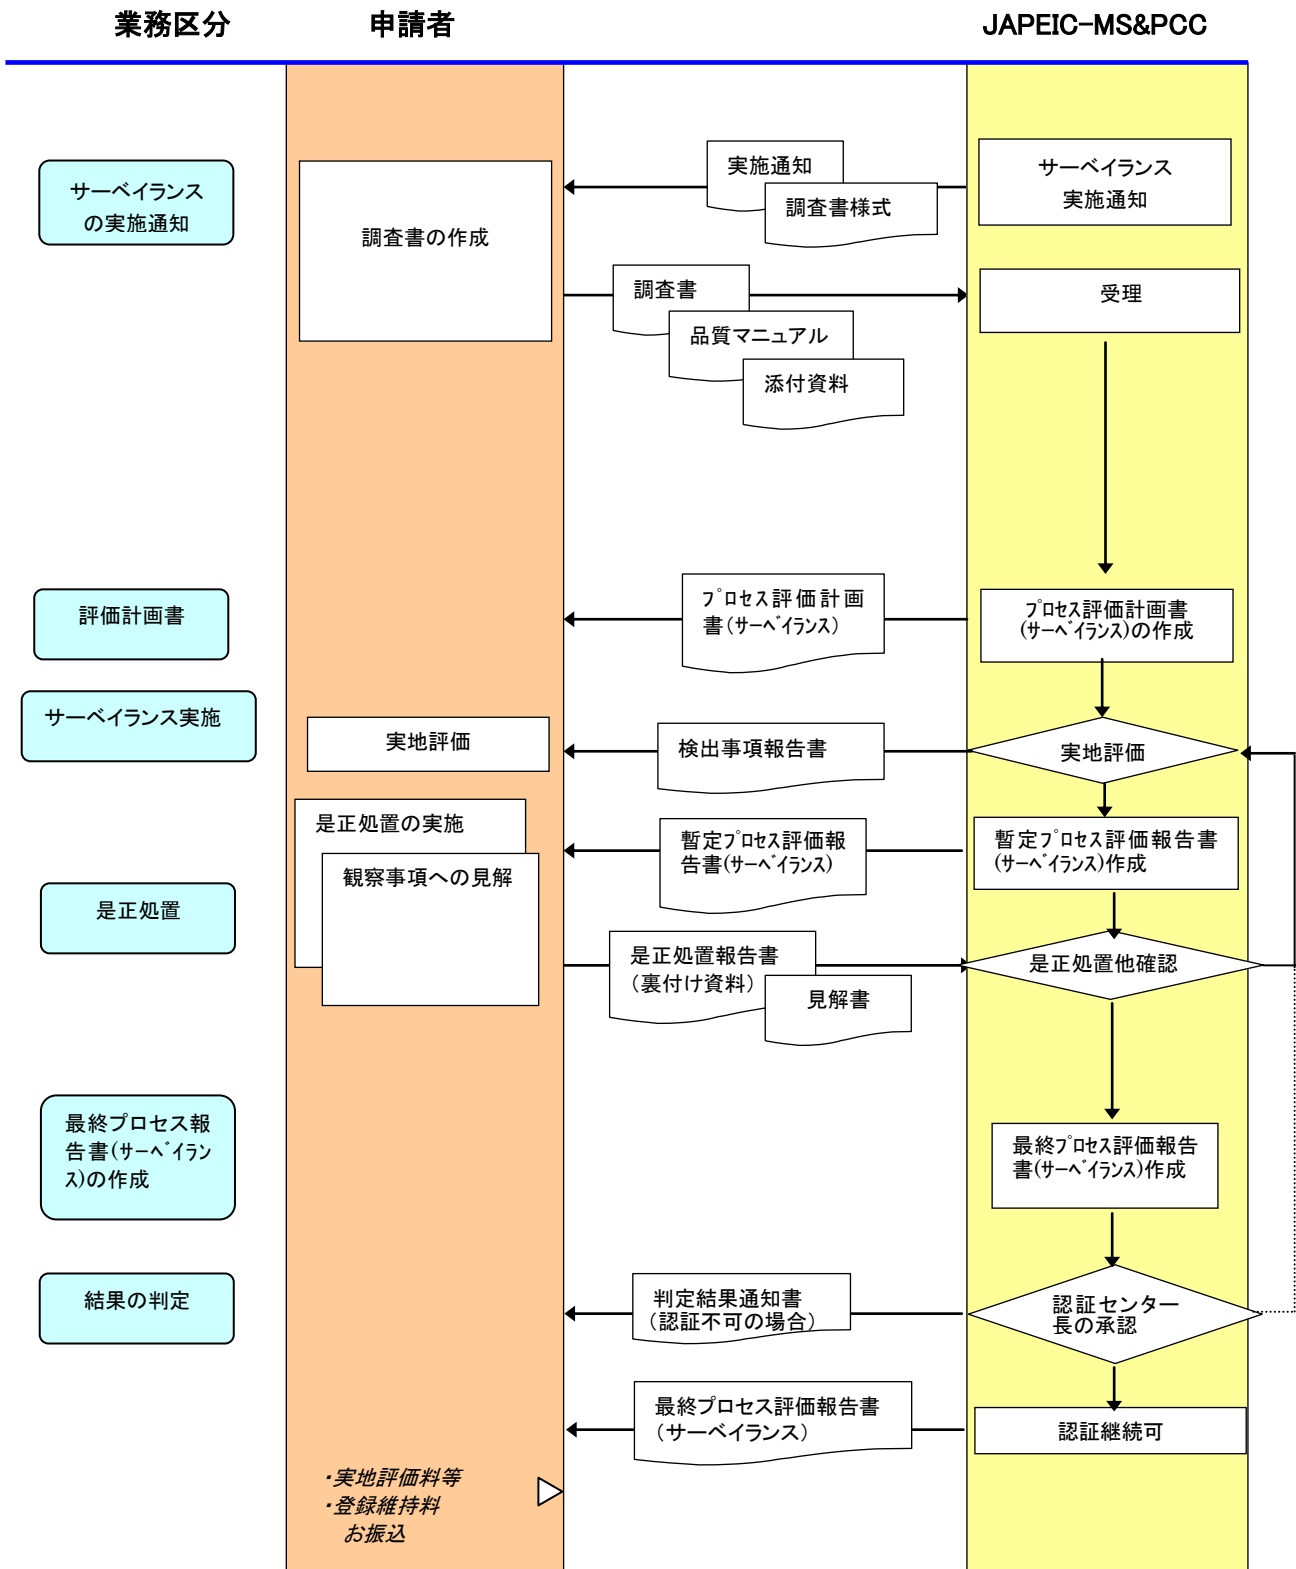 業務区分
申請者
JAPEIC-MS&PCC
サーベイランス
の実施通知
調査書の作成
実施通知
調査書様式
サーベイランス
実施通知
調査書
品質マニュアル
添付資料
受理
評価計画書
プロセス評価計画
書(サーベイランス)
プロセス評価計画書
(サーベイランス)の作成
サーベイランス実施
実地評価
検出事項報告書
実地評価
是正処置の実施
観察事項への見解
暫定プロセス評価報
告書(サーベイランス)
暫定プロセス評価報告書
(サーベイランス)作成
是正処置
是正処置報告書
(裏付け資料)
見解書
是正処置他確認
最終プロセス報
告書(サーベイラン
ス)の作成
最終プロセス評価報告
書(サーベイランス)作成
結果の判定
判定結果通知書
(認証不可の場合)
認証センター
長の承認
最終プロセス評価報告書
(サーベイランス)
認証継続可
・実地評価料等
・登録維持料
お振込